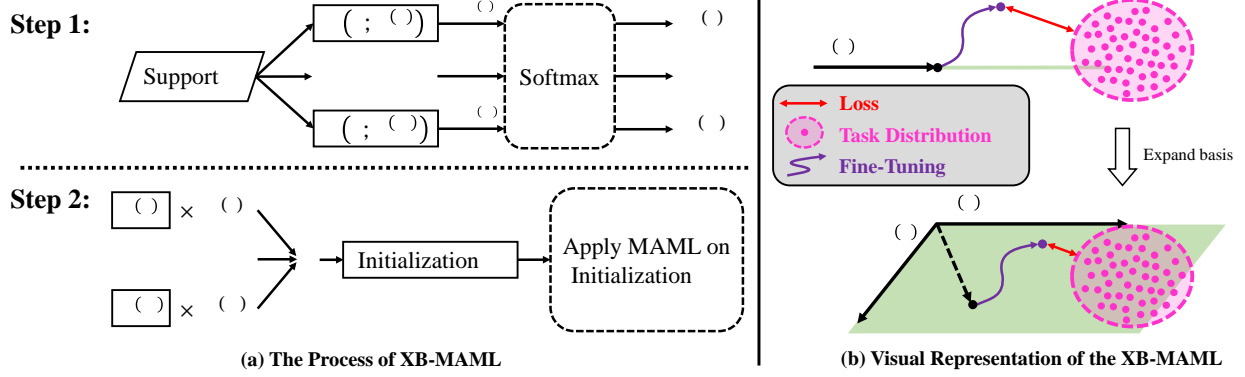 Step 1:
Support
( ; ( ))
( ; ( ))
( )
( )
Softmax
( )
( )
Step 2:
( ) × ( )
( ) × ( )
Initialization
Apply MAML on
Initialization
(a) The Process of XB-MAML
( )
Loss
Task Distribution
Fine-Tuning
Expand basis
( )
( )
(b) Visual Representation of the XB-MAML